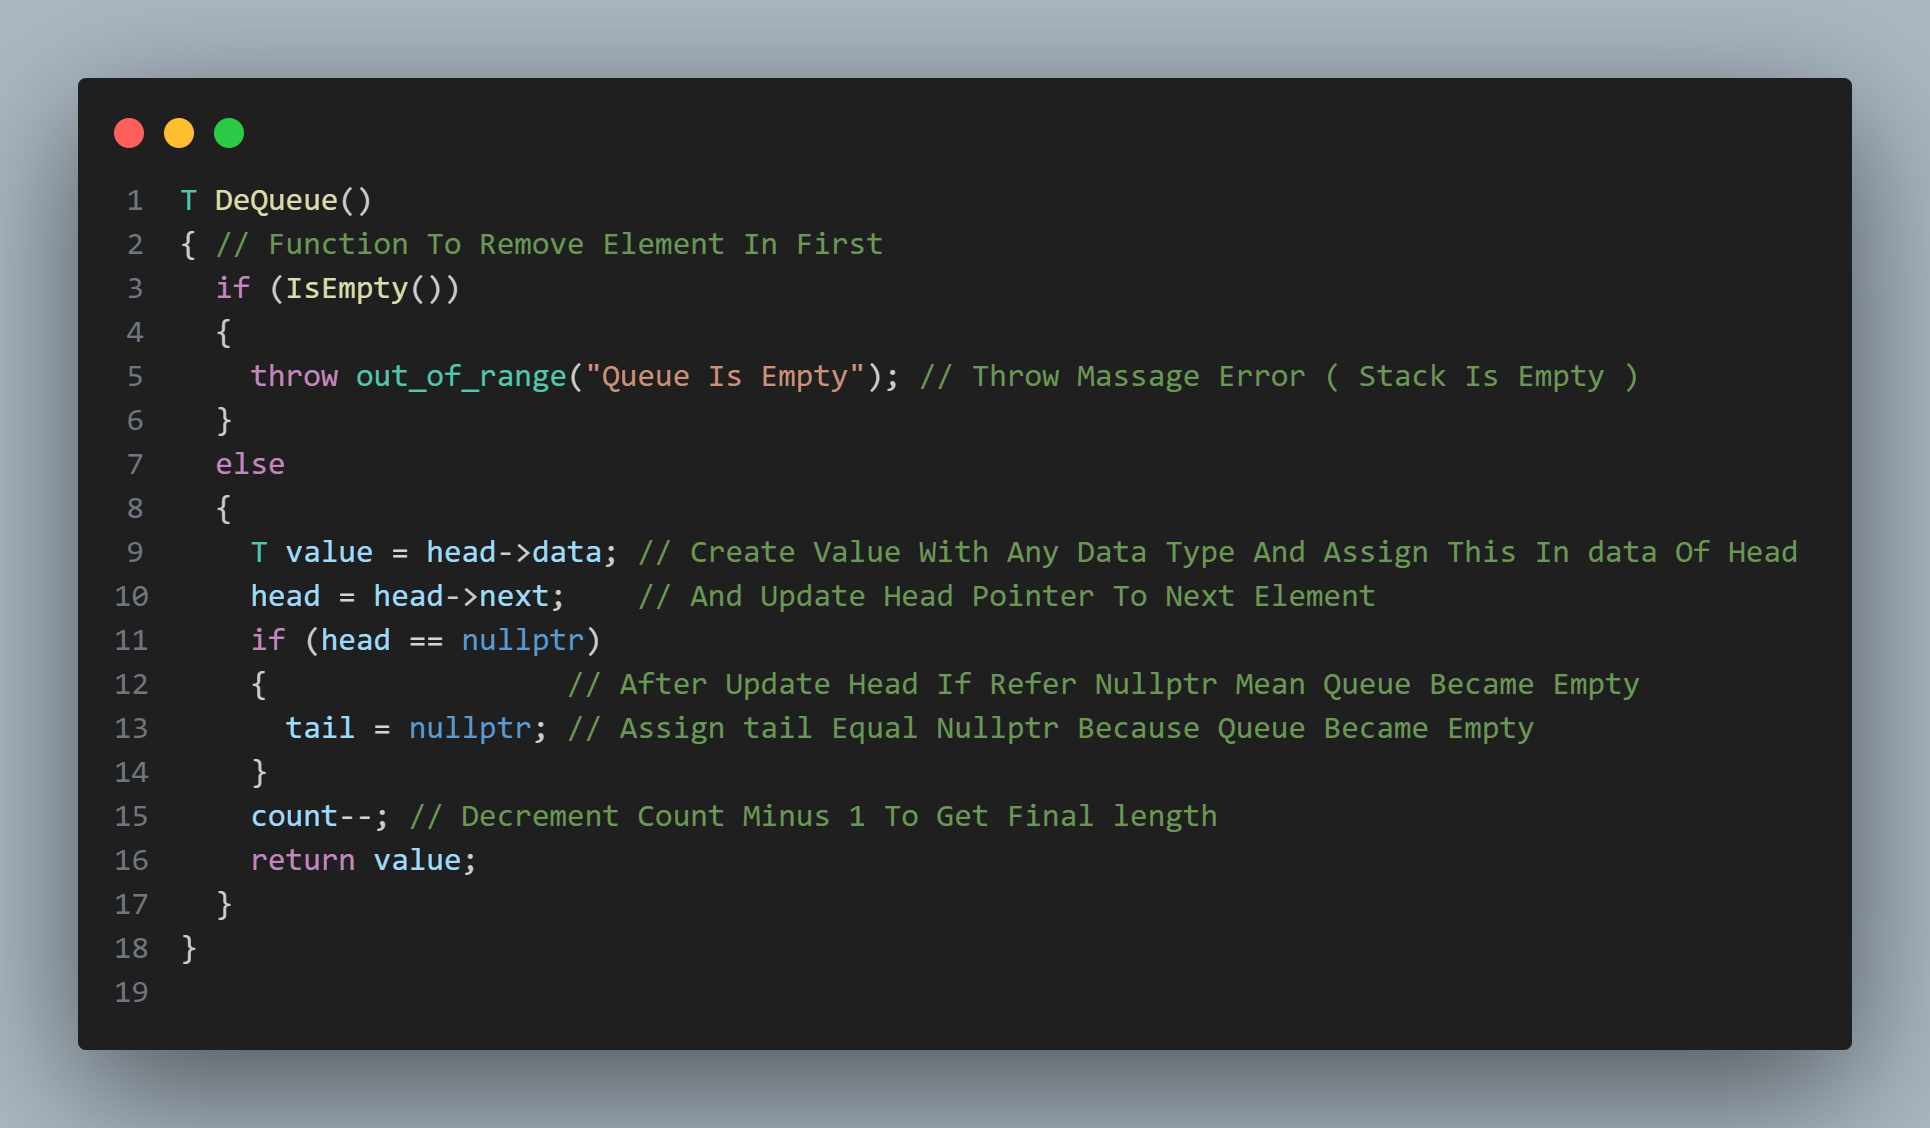 1 T DeQueue()
2 { // Function To Remove Element In First
3 if (IsEmpty())
4 {
5 throw out_of_range("Queue Is Empty"); // Throw Massage Error ( Stack Is Empty )
6 }
7 else
8 {
9 T value = head->data; // Create Value With Any Data Type And Assign This In data Of Head
10 head = head->next; // And Update Head Pointer To Next Element
11 if (head == nullptr)
12 { // After Update Head If Refer Nullptr Mean Queue Became Empty
13 tail = nullptr; // Assign tail Equal Nullptr Because Queue Became Empty
14 }
15 count--; // Decrement Count Minus 1 To Get Final length
16 return value;
17 }
18 }
19